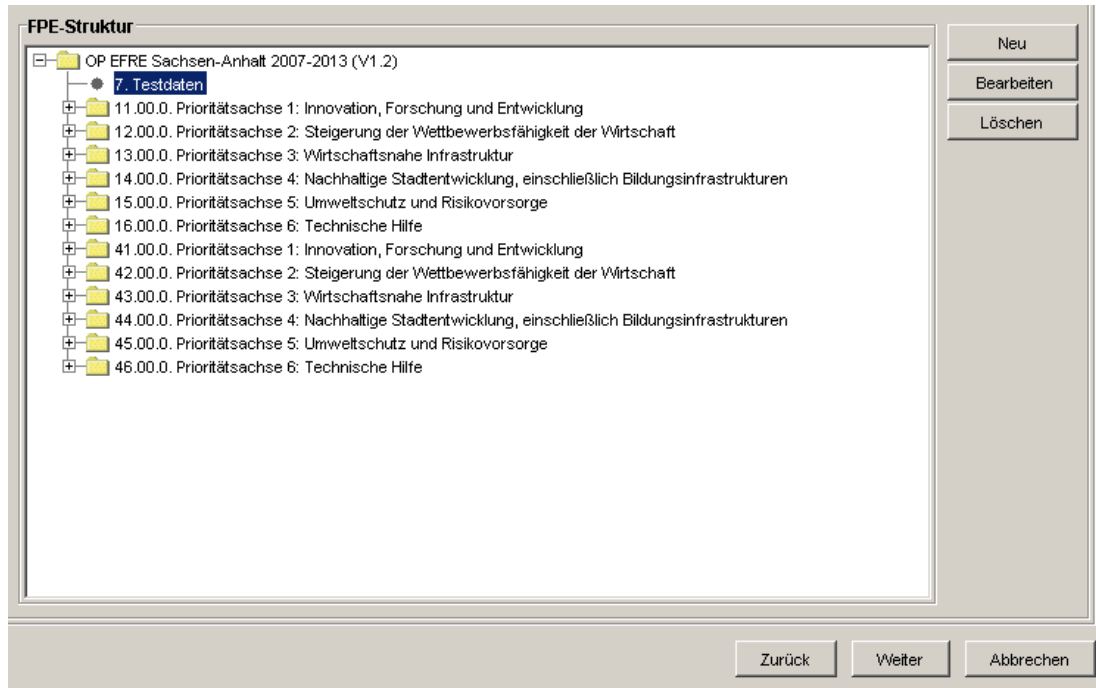 FPE-Struktur
OP EFRE Sachsen-Anhalt 2007-2013 (V1.2)
7. Testdaten
11.00.0. Prioritätsachse 1: Innovation, Forschung und Entwicklung
12.00.0. Prioritätsachse 2: Steigerung der Wettbewerbsfähigkeit der Wirtschaft
13.00.0. Prioritätsachse 3: Wirtschaftsnahe Infrastruktur
14.00.0. Prioritätsachse 4: Nachhaltige Stadtentwicklung, einschließlich Bildungsinfrastrukturen
15.00.0. Prioritätsachse 5: Umweltschutz und Risikovorsorge
16.00.0. Prioritätsachse 6: Technische Hilfe
41.00.0. Prioritätsachse 1: Innovation, Forschung und Entwicklung
42.00.0. Prioritätsachse 2: Steigerung der Wettbewerbsfähigkeit der Wirtschaft
43.00.0. Prioritätsachse 3: Wirtschaftsnahe Infrastruktur
44.00.0. Prioritätsachse 4: Nachhaltige Stadtentwicklung, einschließlich Bildungsinfrastrukturen
45.00.0. Prioritätsachse 5: Umweltschutz und Risikovorsorge
46.00.0. Prioritätsachse 6: Technische Hilfe
Neu
Bearbeiten
Löschen
Zurück
Weiter
Abbrechen